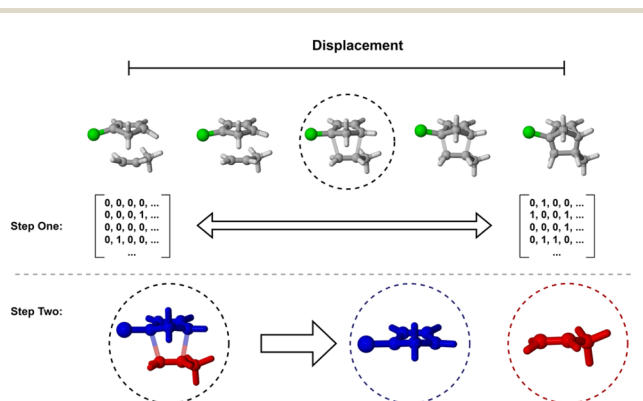 Displacement
0, 0, 0, 0, ...
0, 0, 0, 1, ...
0, 0, 0, 0, ...
0, 1, 0, 0, ...
...
Step One:
0, 1, 0, 0, ...
1, 0, 0, 1, ...
0, 0, 0, 1, ...
0, 1, 1, 0, ...
...
Step Two: